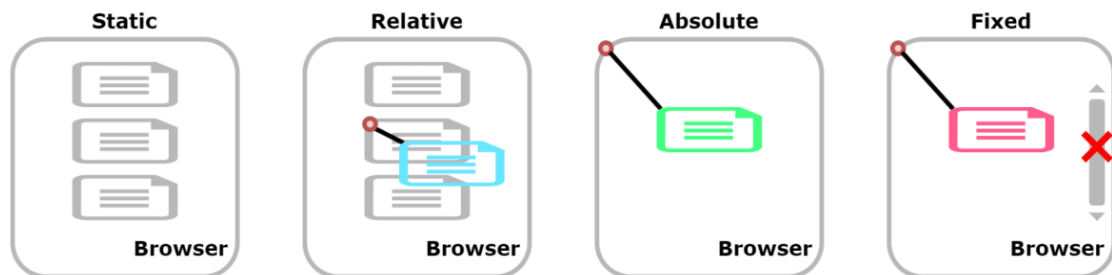 Static
Relative
Absolute
Fixed
Browser
Browser
Browser
Browser